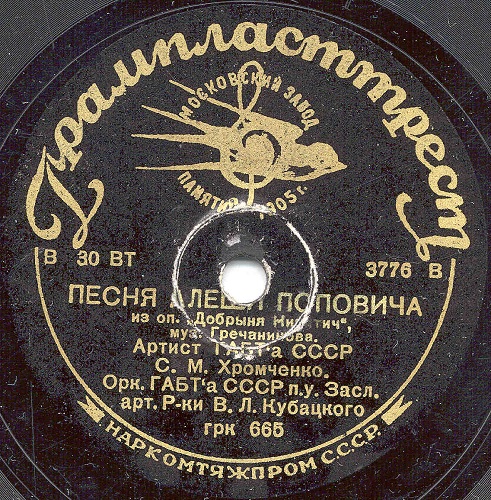 Грампласттрест
МОСКОВСКИЙ ЗАВОД
ПАМЯТИ 1905 г.
В 30 ВТ
3776 В
ПЕСНЯ АЛЕШИ ПОПОВИЧА
из оп. „Добрыня Никитич“,
муз. Гречанинова.
Артист ГАБТ‘а СССР
С. М. Хромченко.
Орк. ГАБТ‘а СССР п.у. Засл.
арт. Р-ки В. Л. Кубацкого
грк 665
НАРКОМТЯЖПРОМ С.С.С.Р.